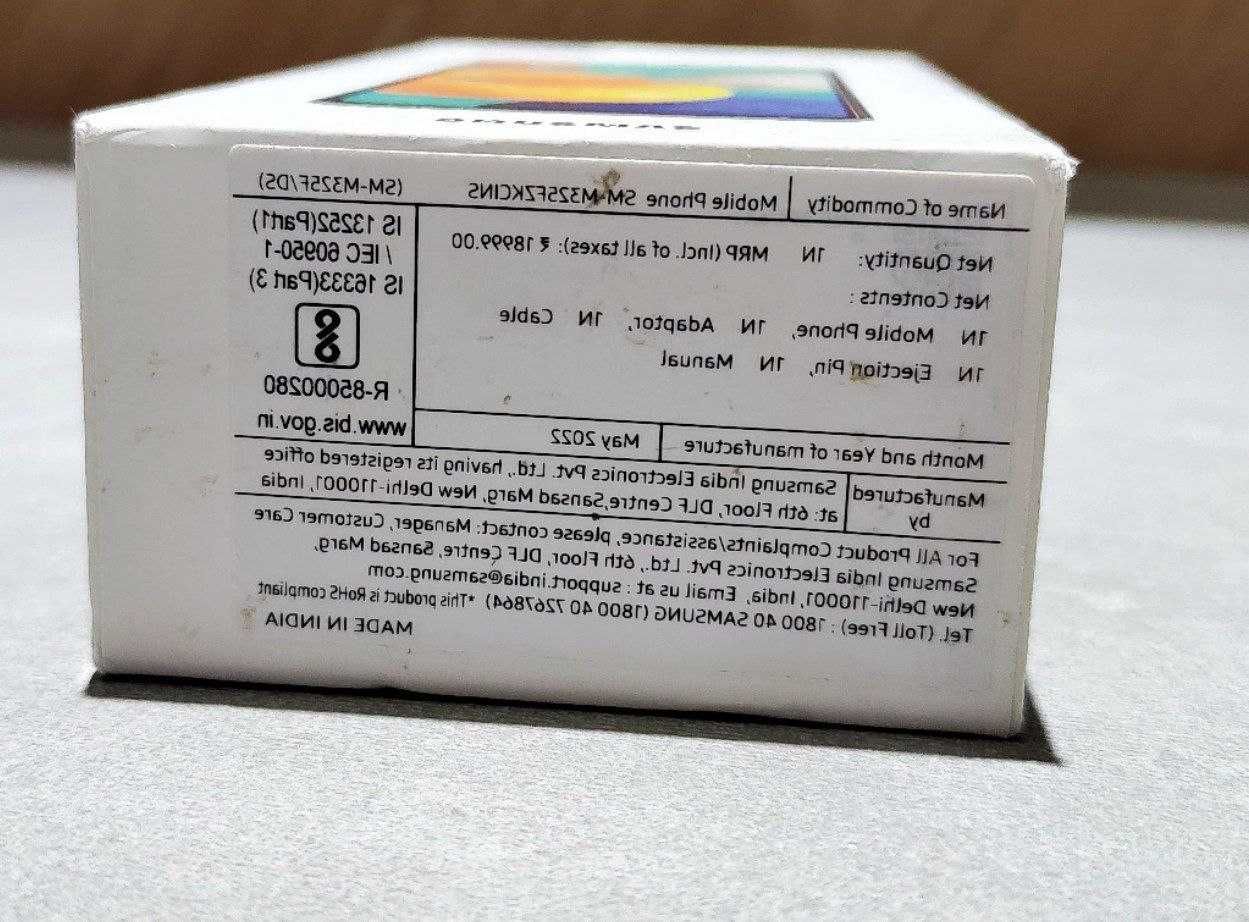 SAMSUNG
Name of Commodity Mobile Phone SM-M325FZKCINS (SM-M325F/DS)
Net Quantity: 1N MRP (Incl. of all taxes): ₹ 18999.00
Net Contents :
1N Mobile Phone, 1N Adaptor, 1N Cable
1N Ejection Pin, 1N Manual
IS 13252(Part1)
/ IEC 60950-1
IS 16333(Part 3)
R-85000280
www.bis.gov.in
Month and Year of manufacture May 2022
Manufactured by
Samsung India Electronics Pvt. Ltd., having its registered office
at: 6th Floor, DLF Centre,Sansad Marg, New Delhi-110001, India
For All Product Complaints/assistance, please contact: Manager, Customer Care
Samsung India Electronics Pvt. Ltd., 6th Floor, DLF Centre, Sansad Marg,
New Delhi-110001, India, Email us at : support.india@samsung.com
Tel. (Toll Free) : 1800 40 SAMSUNG (1800 40 7267864) *This product is RoHS compliant
MADE IN INDIA